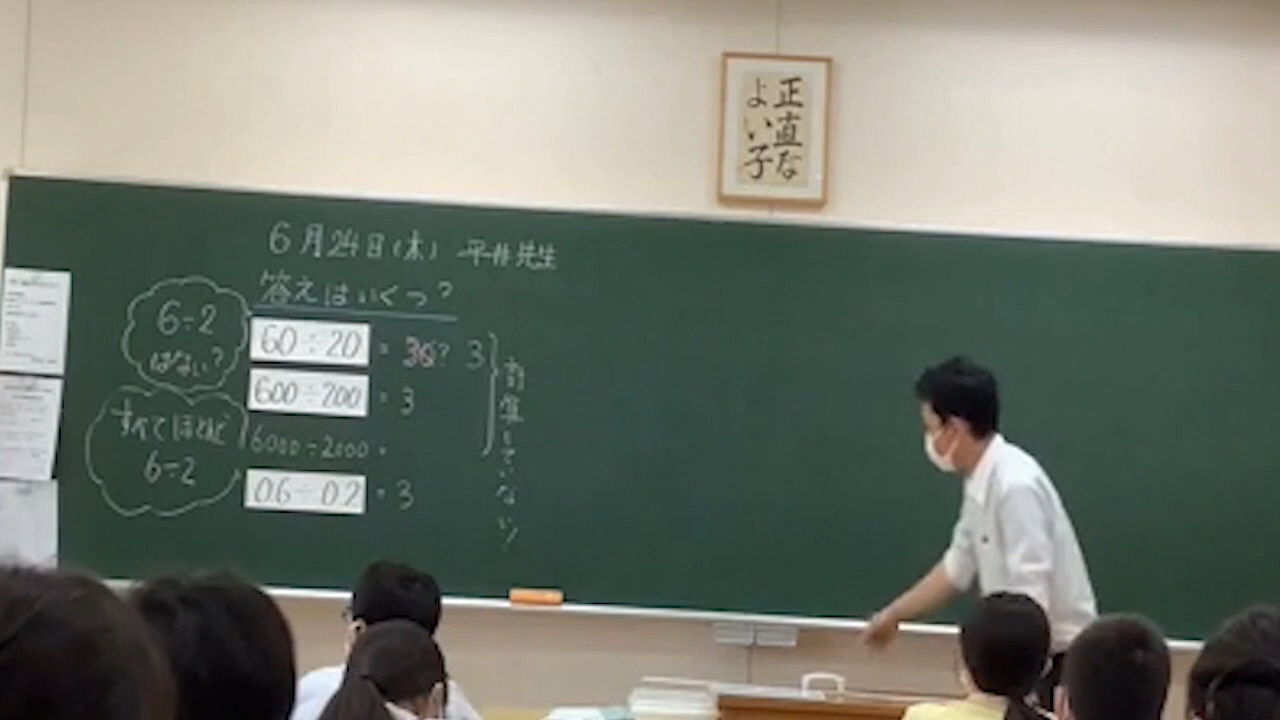 正直な
よい子
6月24日(木) 平井先生
答えはいくつ?
6÷2
はない?
60÷20 = 30? 3
600÷200 = 3
6000÷2000 =
0.6÷0.2 = 3
すべてほとんど
6÷2
計算していない!